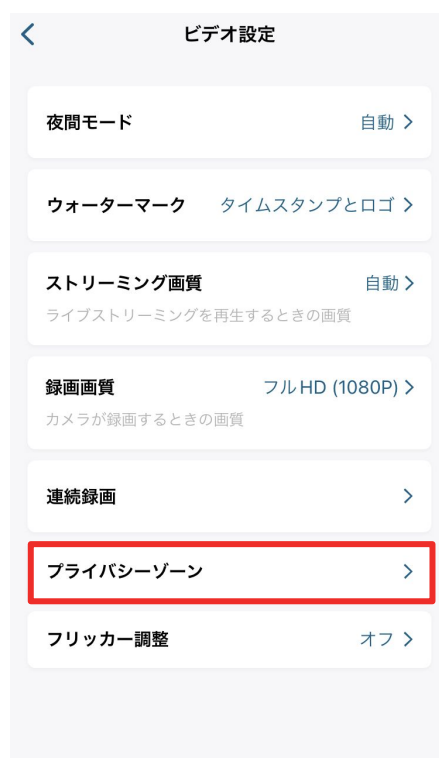 ビデオ設定
夜間モード 自動
ウォーターマーク タイムスタンプとロゴ
ストリーミング画質 自動
ライブストリーミングを再生するときの画質
録画画質 フルHD (1080P)
カメラが録画するときの画質
連続録画
プライバシーゾーン
フリッカー調整 オフ